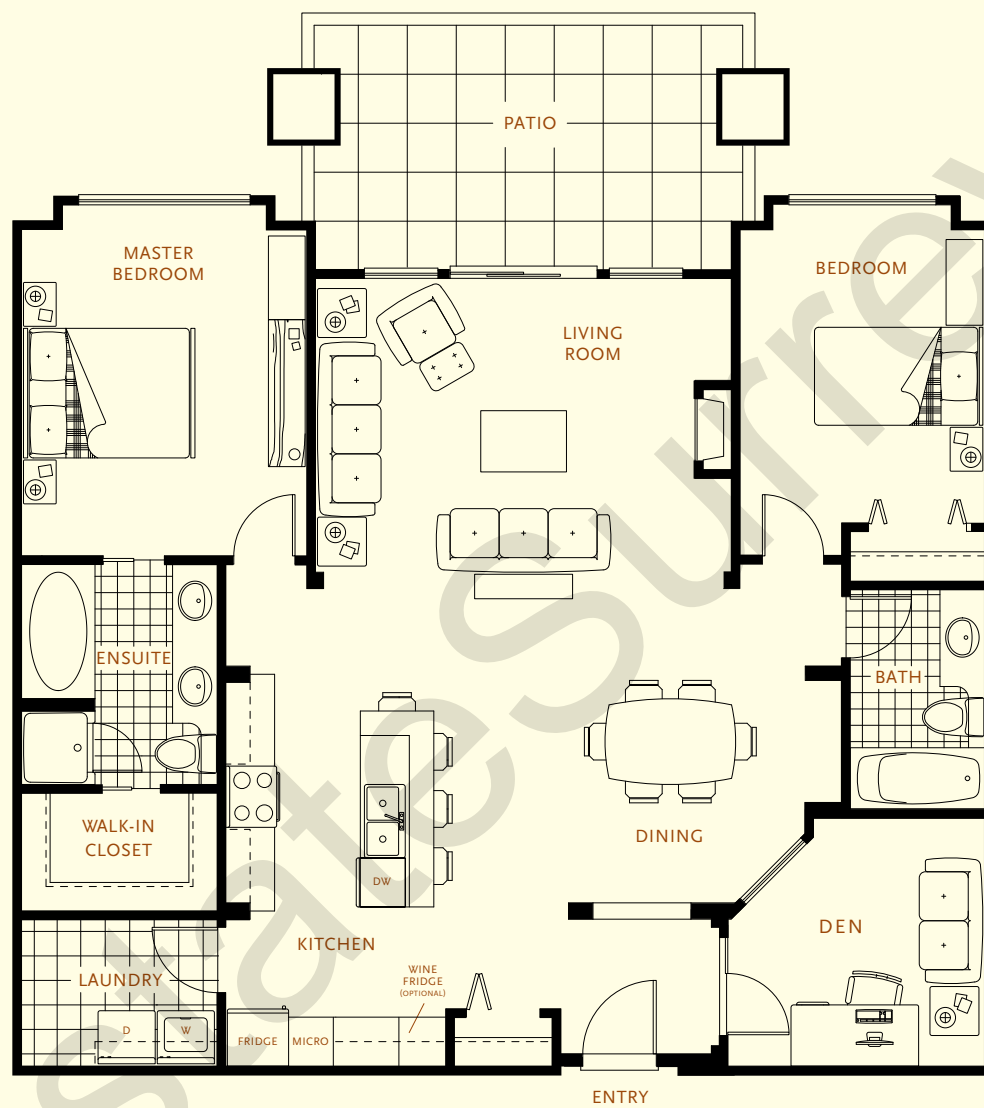 PATIO
MASTER
BEDROOM
BEDROOM
LIVING
ROOM
ENSUITE
BATH
WALK-IN
CLOSET
DINING
DW
DEN
KITCHEN
LAUNDRY
WINE
FRIDGE
(OPTIONAL)
D
W
FRIDGE
MICRO
ENTRY
stateSurrey